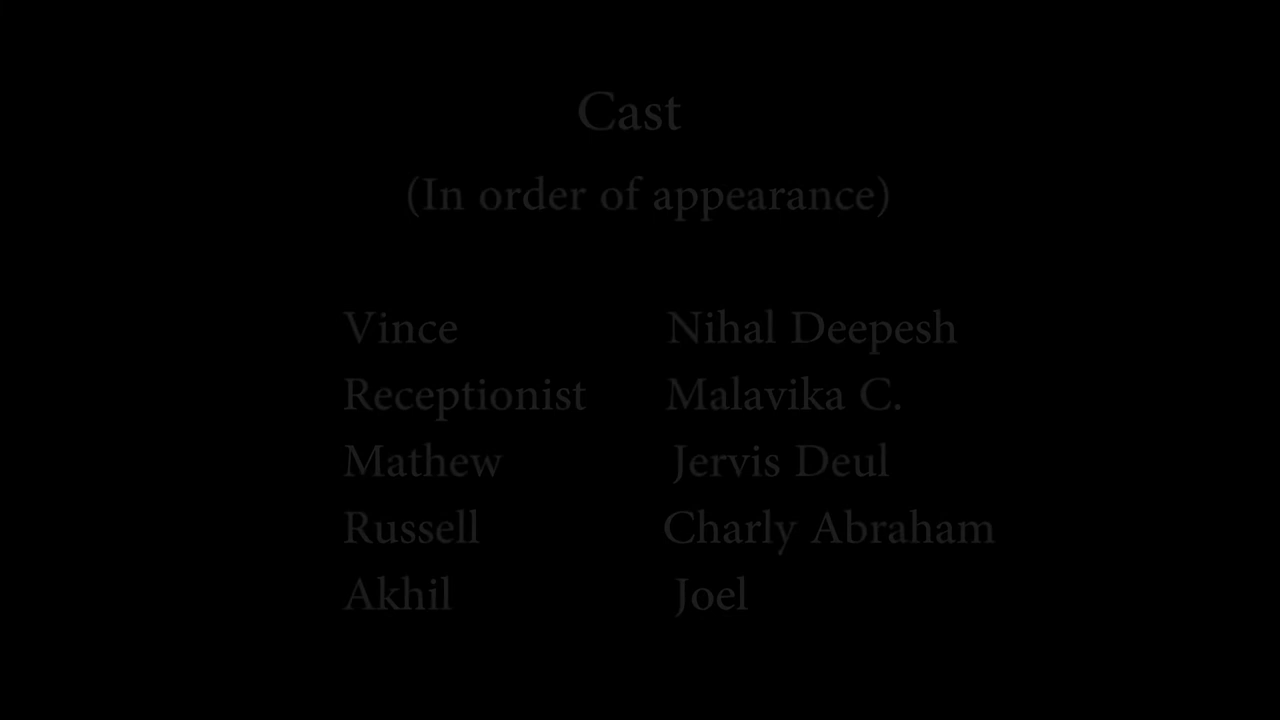 Cast
(In order of appearance)
Vince Nihal Deepesh
Receptionist Malavika C.
Mathew Jervis Deul
Russell Charly Abraham
Akhil Joel